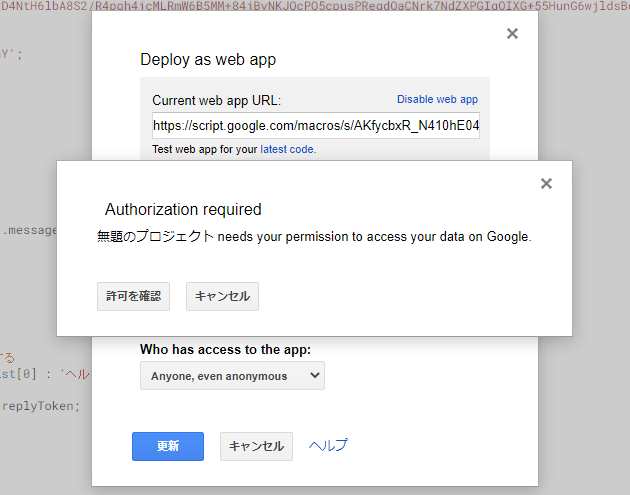 Y';
Deploy as web app
Current web app URL:
Disable web app
https://script.google.com/macros/s/AKfycbxR_N410hE04
Test web app for your latest code.
Authorization required
.message
無題のプロジェクト needs your permission to access your data on Google.
許可を確認
キャンセル
Who has access to the app:
する
st[0] : 'ヘル
Anyone, even anonymous
replyToken;
更新
キャンセル
ヘルプ